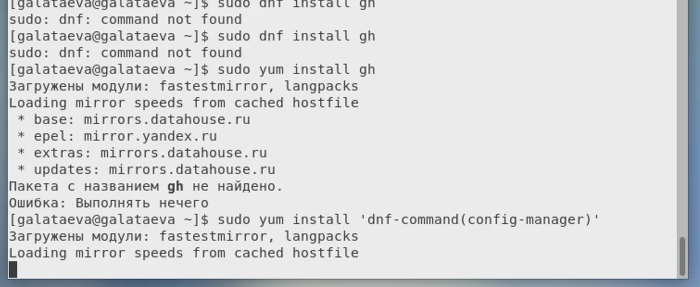 [galataeva@galataeva ~]$ sudo dnf install gh
sudo: dnf: command not found
[galataeva@galataeva ~]$ sudo dnf install gh
sudo: dnf: command not found
[galataeva@galataeva ~]$ sudo yum install gh
Загружены модули: fastestmirror, langpacks
Loading mirror speeds from cached hostfile
 * base: mirrors.datahouse.ru
 * epel: mirror.yandex.ru
 * extras: mirrors.datahouse.ru
 * updates: mirrors.datahouse.ru
Пакета с названием gh не найдено.
Ошибка: Выполнять нечего
[galataeva@galataeva ~]$ sudo yum install 'dnf-command(config-manager)'
Загружены модули: fastestmirror, langpacks
Loading mirror speeds from cached hostfile